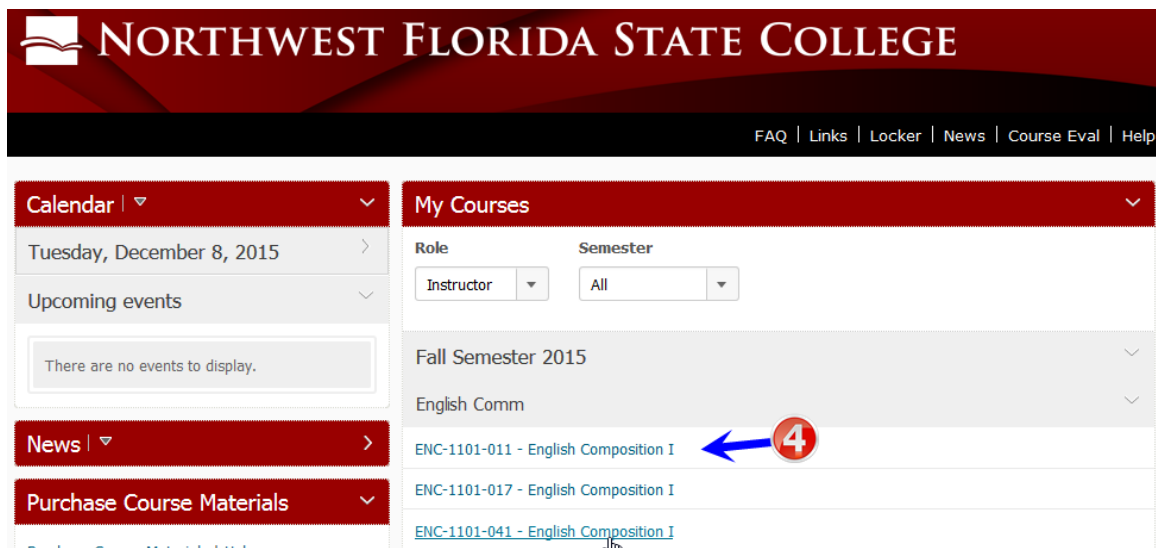 NORTHWEST FLORIDA STATE COLLEGE
FAQ | Links | Locker | News | Course Eval | Help
Calendar
Tuesday, December 8, 2015
Upcoming events
There are no events to display.
News
Purchase Course Materials
My Courses
Role Semester
Instructor All
Fall Semester 2015
English Comm
ENC-1101-011 - English Composition I
4
ENC-1101-017 - English Composition I
ENC-1101-041 - English Composition I